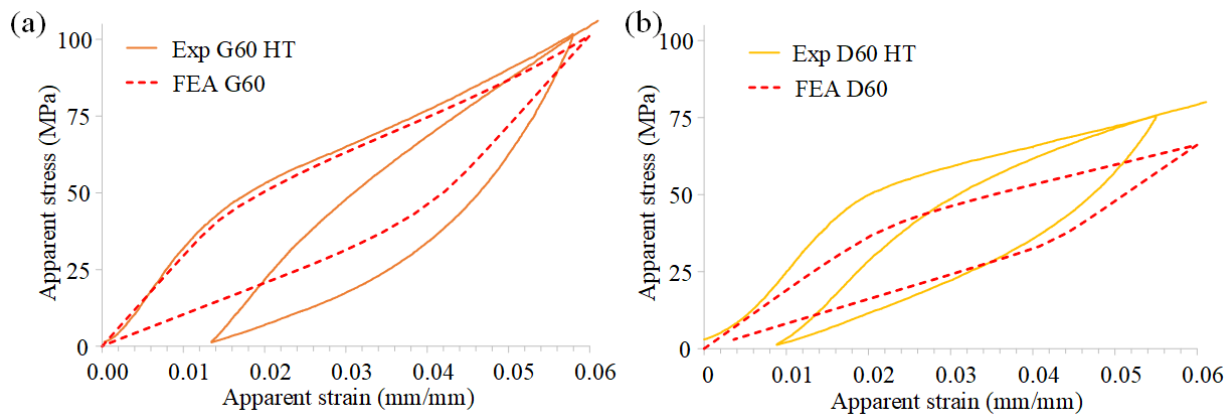 (a)
Apparent stress (MPa)
100
75
50
25
0
Exp G60 HT
FEA G60
0.00 0.01 0.02 0.03 0.04 0.05 0.06
Apparent strain (mm/mm)
(b)
Apparent stress (MPa)
100
75
50
25
0
Exp D60 HT
FEA D60
0 0.01 0.02 0.03 0.04 0.05 0.06
Apparent strain (mm/mm)